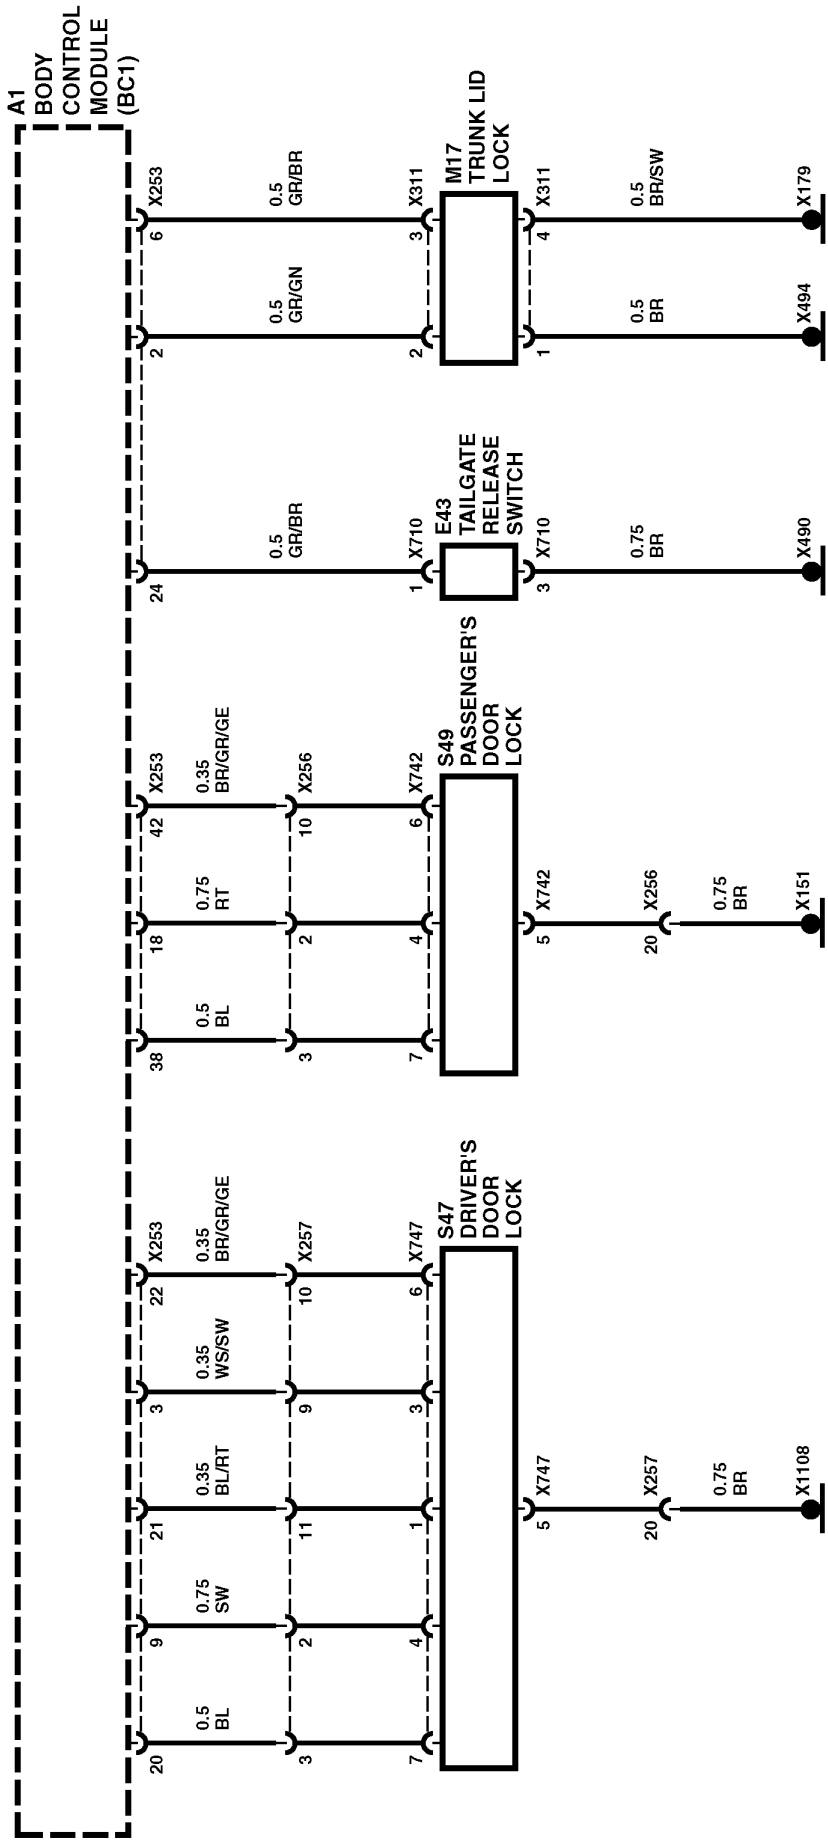 A1
BODY
CONTROL
MODULE
(BC1)
20
9
21
3
22
X253
38
18
42
X253
24
2
6
X253
0.5
BL
0.75
SW
0.35
BL/RT
0.35
WS/SW
0.35
BR/GR/GE
0.5
BL
0.75
RT
0.35
BR/GR/GE
0.5
GR/BR
0.5
GR/GN
0.5
GR/BR
3
2
11
9
10
X257
3
2
10
X256
7
4
1
3
6
X747
7
4
6
X742
1
X710
2
3
X311
S47
DRIVER'S
DOOR
LOCK
S49
PASSENGER'S
DOOR
LOCK
E43
TAILGATE
RELEASE
SWITCH
M17
TRUNK LID
LOCK
5
X747
5
X742
3
X710
1
4
X311
20
X257
20
X256
0.75
BR
0.75
BR
0.75
BR
0.5
BR
0.5
BR/SW
X1108
X151
X490
X494
X179